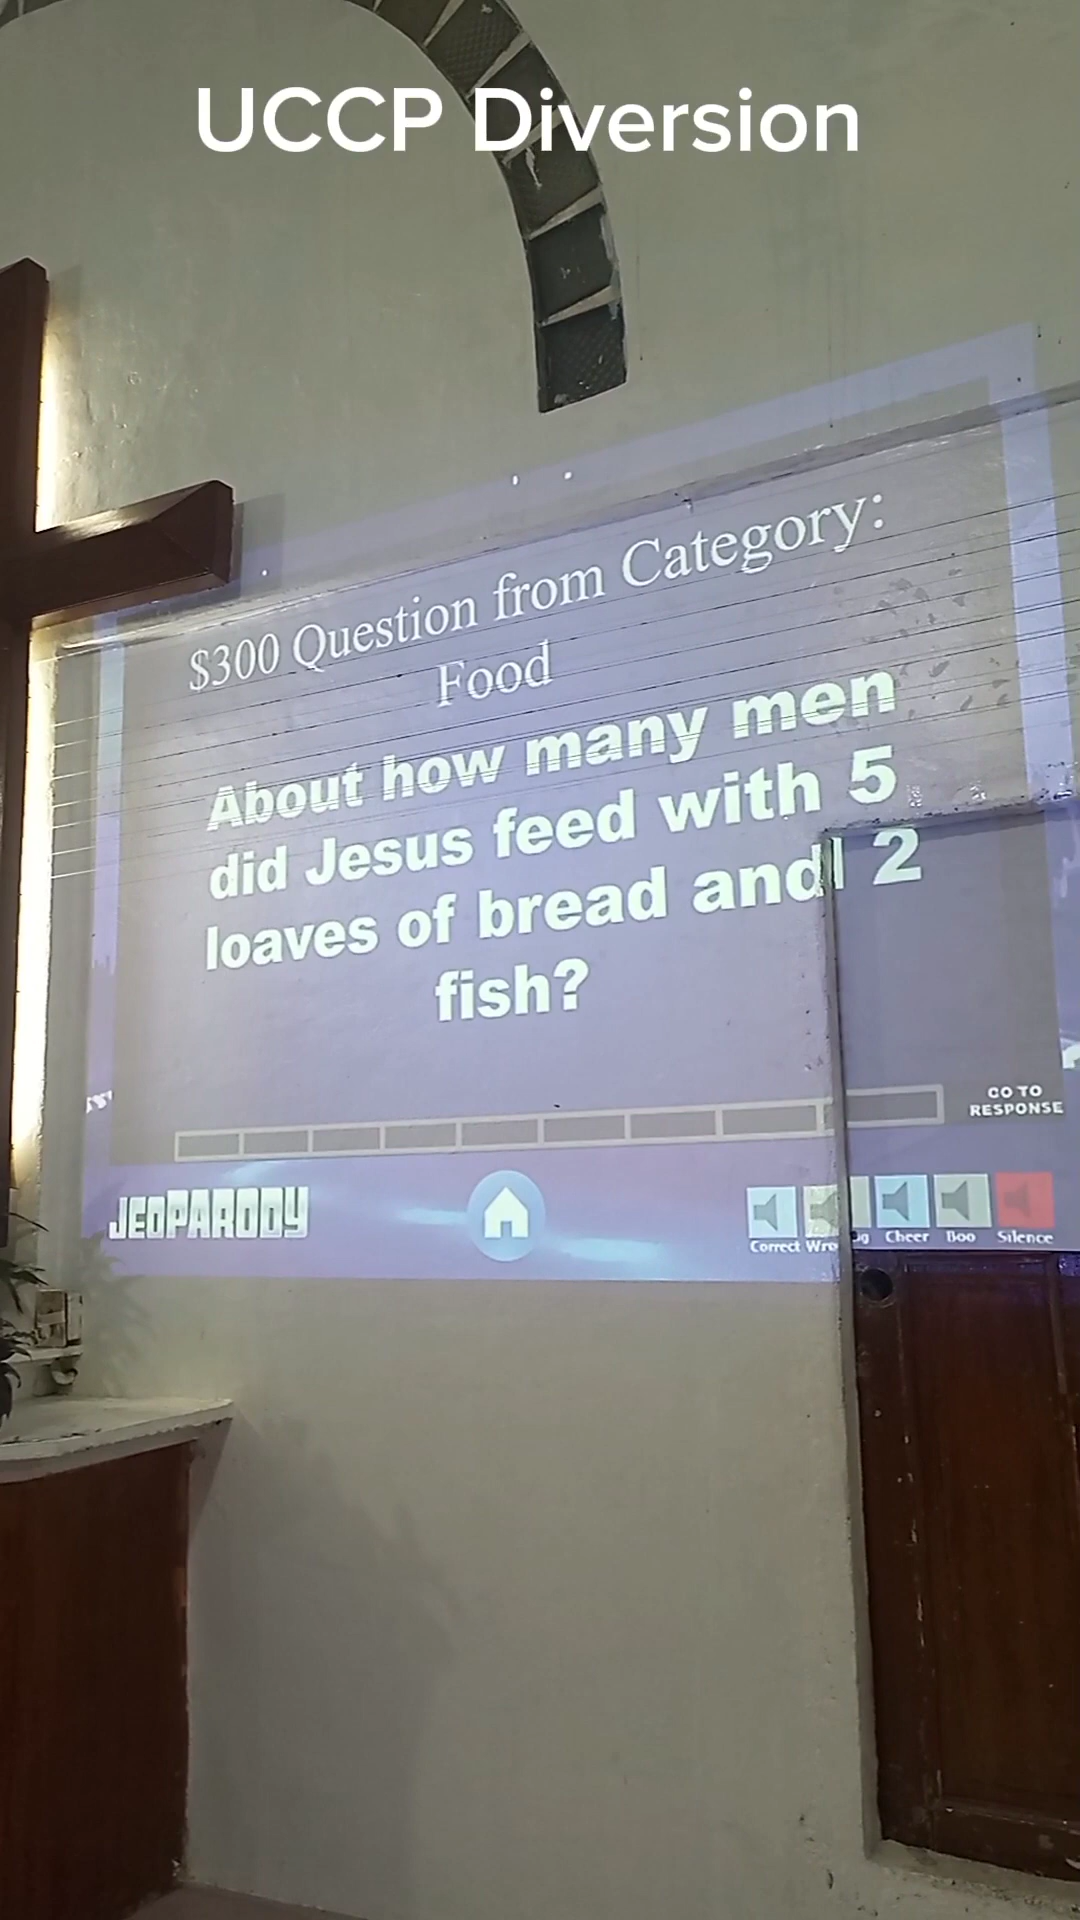 UCCP Diversion
$300 Question from Category:
Food
About how many men
did Jesus feed with 5
loaves of bread and 2
fish?
GO TO
RESPONSE
JEOPARODY
Correct Cheer Boo Silence